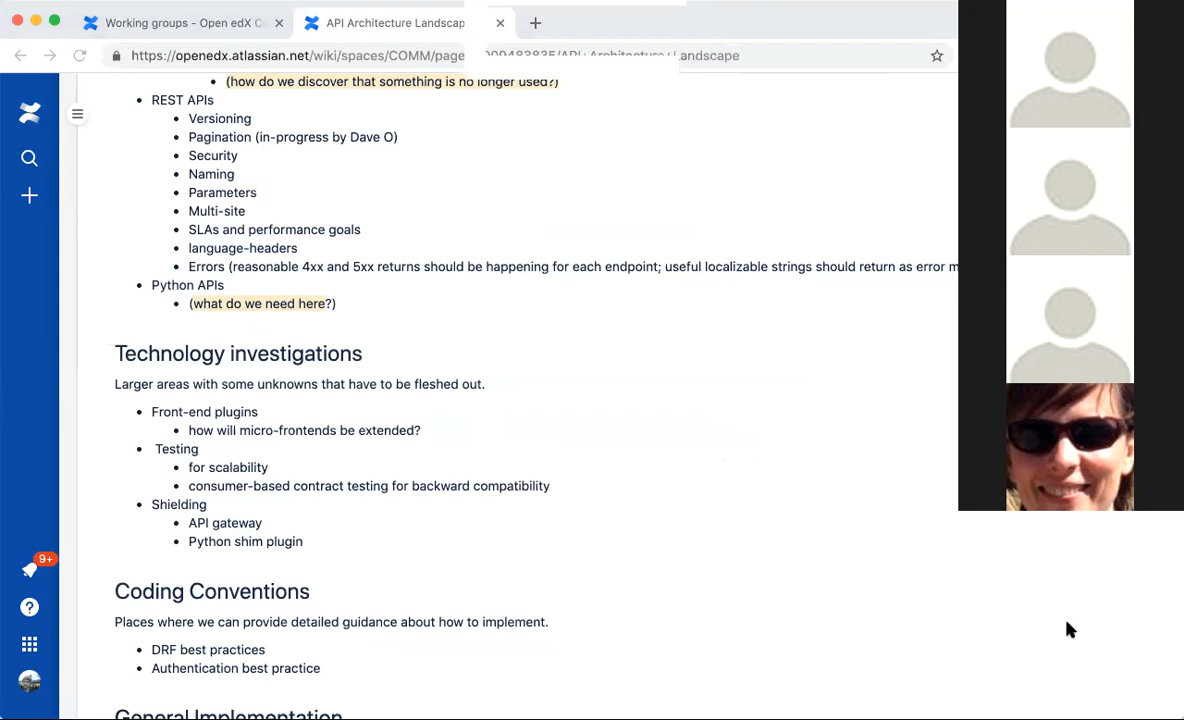 Working groups - Open edX C
API Architecture Landscap
https://openedx.atlassian.net/wiki/spaces/COMM/page
(how do we discover that something is no longer used?)
REST APIs
Versioning
Pagination (in-progress by Dave O)
Security
Naming
Parameters
Multi-site
SLAs and performance goals
language-headers
Errors (reasonable 4xx and 5xx returns should be happening for each endpoint; useful localizable strings should return as error m
Python APIs
(what do we need here?)
Technology investigations
Larger areas with some unknowns that have to be fleshed out.
Front-end plugins
how will micro-frontends be extended?
Testing
for scalability
consumer-based contract testing for backward compatibility
Shielding
API gateway
Python shim plugin
9+
Coding Conventions
Places where we can provide detailed guidance about how to implement.
DRF best practices
Authentication best practice
General Implementation